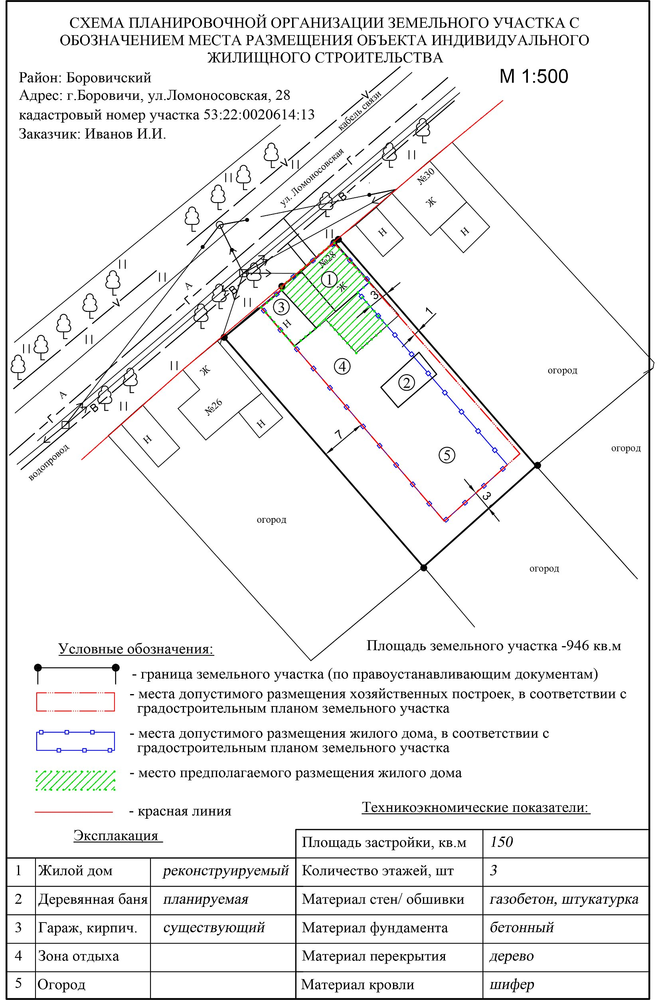 СХЕМА ПЛАНИРОВОЧНОЙ ОРГАНИЗАЦИИ ЗЕМЕЛЬНОГО УЧАСТКА С
ОБОЗНАЧЕНИЕМ МЕСТА РАЗМЕЩЕНИЯ ОБЪЕКТА ИНДИВИДУАЛЬНОГО
ЖИЛИЩНОГО СТРОИТЕЛЬСТВА
Район: Боровичский
М 1:500
Адрес: г.Боровичи, ул.Ломоносовская, 28
кадастровый номер участка 53:22:0020614:13
Заказчик: Иванов И.И.
V
кабель связи
V
ул. Ломоносовская
Г
В
№30
Ж
Н
Н
№28
1
Ж
3
Н
3
1
А
Г
В
V
4
2
огород
Ж
№26
Н
Н
А
Г
В
водопровод
7
5
3
огород
огород
огород
Условные обозначения:
Площадь земельного участка -946 кв.м
- граница земельного участка (по правоустанавливающим документам)
- места допустимого размещения хозяйственных построек, в соответствии с
градостроительным планом земельного участка
- места допустимого размещения жилого дома, в соответствии с
градостроительным планом земельного участка
- место предполагаемого размещения жилого дома
- красная линия
Техникоэкномические показатели:
Эксплакация
Площадь застройки, кв.м 150
1 Жилой дом реконструируемый Количество этажей, шт 3
2 Деревянная баня планируемая Материал стен/ обшивки газобетон, штукатурка
3 Гараж, кирпич. существующий Материал фундамента бетонный
4 Зона отдыха Материал перекрытия дерево
5 Огород Материал кровли шифер